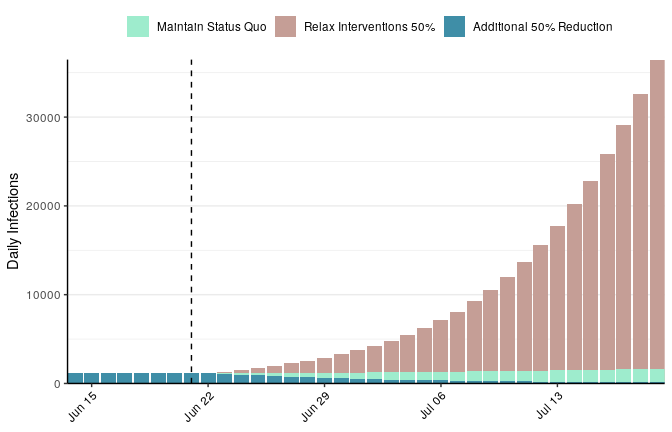 Maintain Status Quo Relax Interventions 50% Additional 50% Reduction
Daily Infections
30000
20000
10000
0
Jun 15 Jun 22 Jun 29 Jul 06 Jul 13